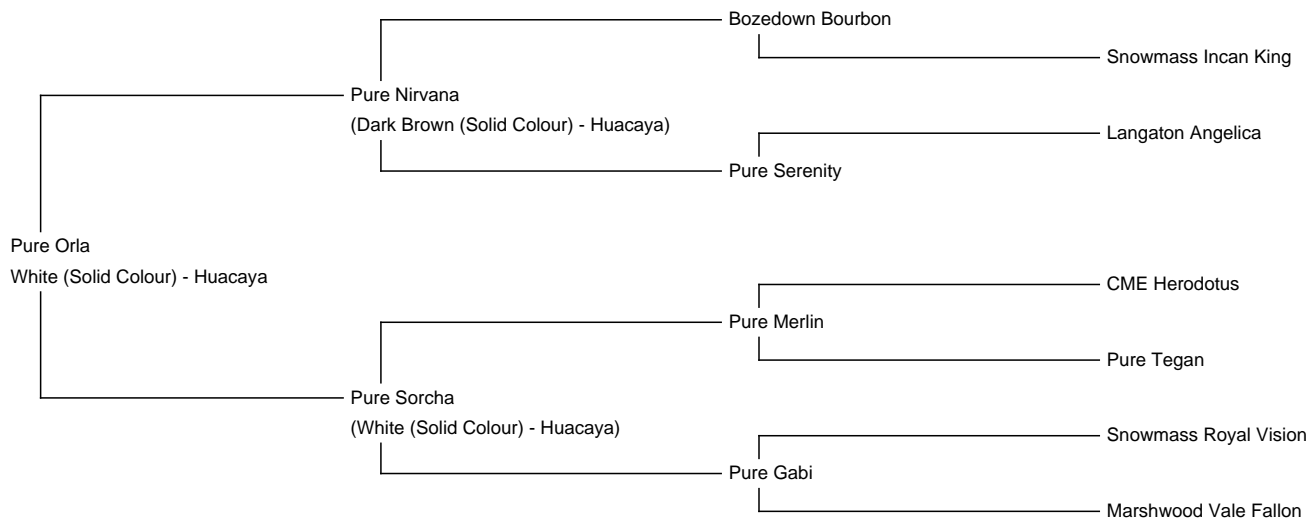 Bozedown Bourbon
Snowmass Incan King
Pure Nirvana
(Dark Brown (Solid Colour) - Huacaya)
Langaton Angelica
Pure Serenity
Pure Orla
White (Solid Colour) - Huacaya
CME Herodotus
Pure Merlin
Pure Tegan
Pure Sorcha
(White (Solid Colour) - Huacaya)
Snowmass Royal Vision
Pure Gabi
Marshwood Vale Fallon